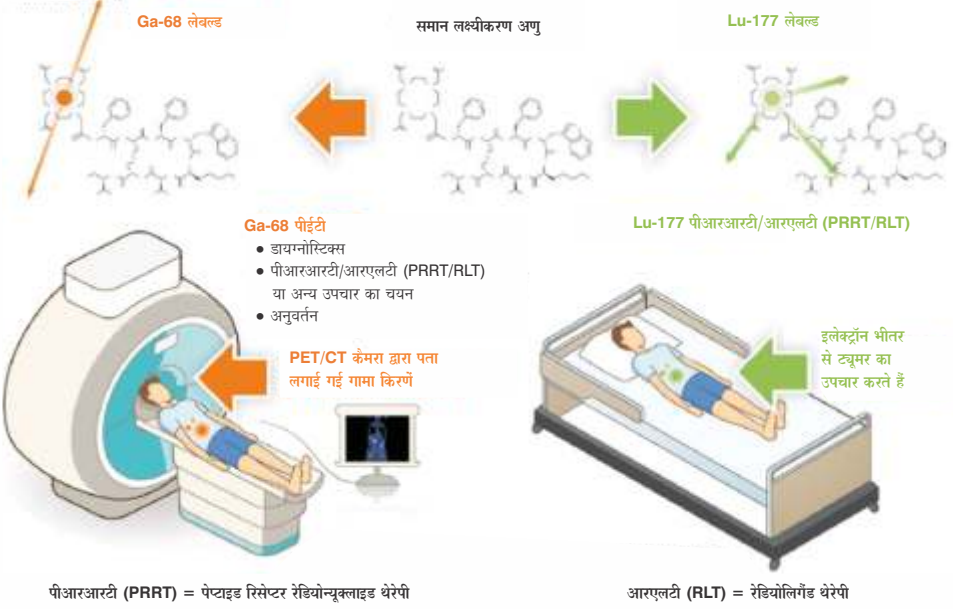 Ga-68 लेबल्ड
समान लक्ष्यीकरण अणु
Lu-177 लेबल्ड
Ga-68 पीईटी
● डायग्नोस्टिक्स
● पीआरआरटी/आरएलटी (PRRT/RLT)
या अन्य उपचार का चयन
● अनुवर्तन
PET/CT कैमरा द्वारा पता
लगाई गई गामा किरणें
Lu-177 पीआरआरटी/आरएलटी (PRRT/RLT)
इलेक्ट्रॉन भीतर
से ट्यूमर का
उपचार करते हैं
पीआरआरटी (PRRT) = पेप्टाइड रिसेप्टर रेडियोन्यूक्लाइड थेरेपी
आरएलटी (RLT) = रेडियोलिगैंड थेरेपी